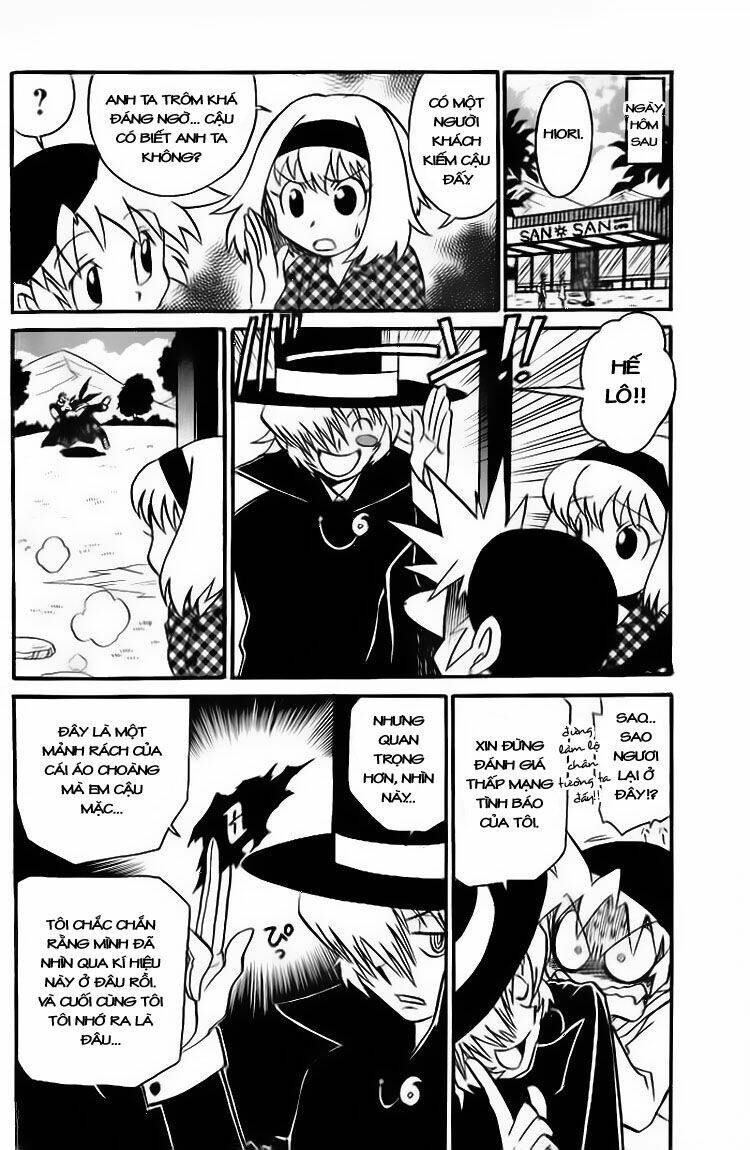 NGÀY
HÔM
SAU
HIORI.
SAN☼SAN
CÓ MỘT
NGƯỜI
KHÁCH
KIẾM CẬU
ĐẤY.
ANH TA TRÔM KHÁ
ĐÁNG NGỜ... CẬU
CÓ BIẾT ANH TA
KHÔNG?
?
HẾ
LÔ!!
SAO..
SAO
NGƯƠI
LẠI Ở
ĐÂY!?
đừng
làm lộ
chân
tướng ta
đấy!!
XIN ĐỪNG
ĐÁNH GIÁ
THẤP MẠNG
TÌNH BÁO
CỦA TÔI.
NHƯNG
QUAN
TRỌNG
HƠN, NHÌN
NÀY...
ぴっ
ĐÂY LÀ MỘT
MẢNH RÁCH CỦA
CÁI ÁO CHOÀNG
MÀ EM CẬU
MẶC...
TÔI CHẮC CHẮN
RẰNG MÌNH ĐÃ
NHÌN QUA KÍ HIỆU
NÀY Ở ĐÂU RỒI.
VÀ CUỐI CÙNG TÔI
TÔI NHỚ RA LÀ
ĐÂU...